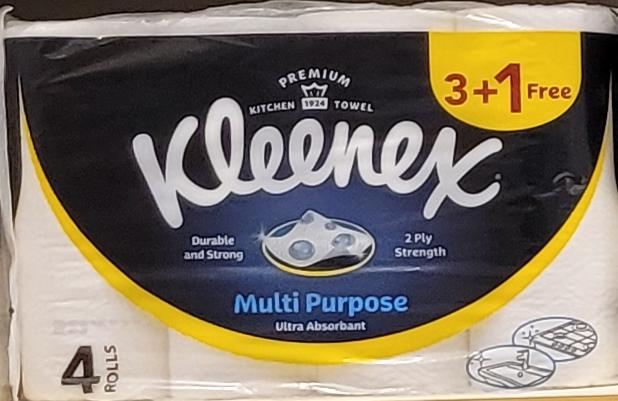 PREMIUM
KITCHEN 1924 TOWEL
Kleenex
3+1 Free
Durable
and Strong
2 Ply
Strength
Multi Purpose
Ultra Absorbant
4 ROLLS